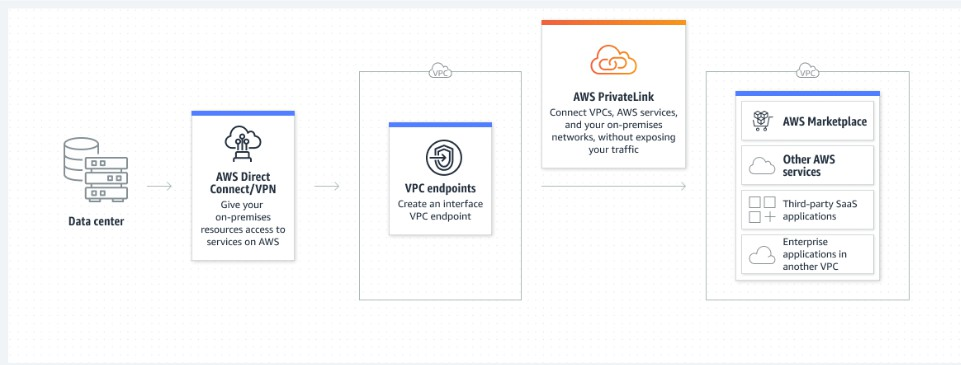 Data center
AWS Direct
Connect/VPN
Give your
on-premises
resources access to
services on AWS
VPC
VPC endpoints
Create an interface
VPC endpoint
AWS PrivateLink
Connect VPCs, AWS services,
and your on-premises
networks, without exposing
your traffic
VPC
AWS Marketplace
Other AWS
services
Third-party SaaS
applications
Enterprise
applications in
another VPC